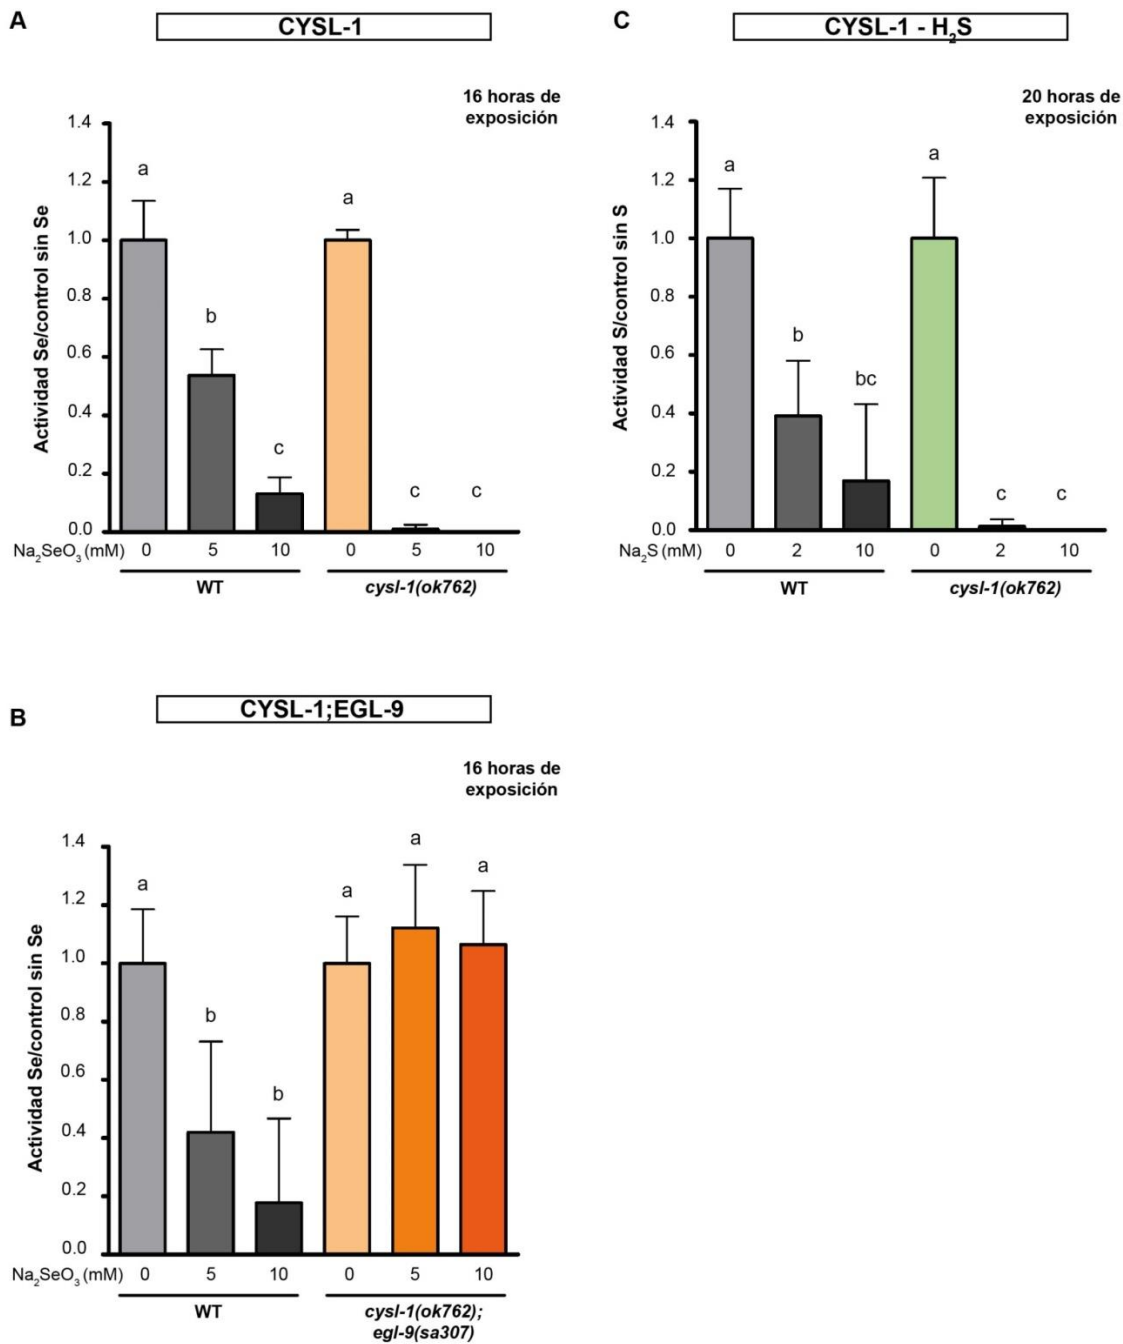 A
CYSL-1
16 horas de
exposición
Actividad Se/control sin Se
1.4
1.2
1.0
0.8
0.6
0.4
0.2
0.0
a
b
c
a
c
c
Na₂SeO₃ (mM) 0 5 10 0 5 10
WT cysl-1(ok762)
C
CYSL-1 - H₂S
20 horas de
exposición
Actividad S/control sin S
1.4
1.2
1.0
0.8
0.6
0.4
0.2
0.0
a
b
bc
a
c
c
Na₂S (mM) 0 2 10 0 2 10
WT cysl-1(ok762)
B
CYSL-1;EGL-9
16 horas de
exposición
Actividad Se/control sin Se
1.4
1.2
1.0
0.8
0.6
0.4
0.2
0.0
a
b
b
a
a
a
Na₂SeO₃ (mM) 0 5 10 0 5 10
WT cysl-1(ok762);
egl-9(sa307)